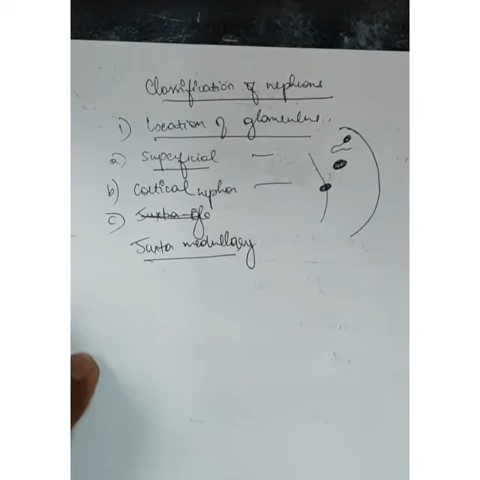 Classification of nephrons
1) Location of glomerulus.
a) Superficial —
b) Cortical nephron —
c) Juxta-glo
Juxta medullary